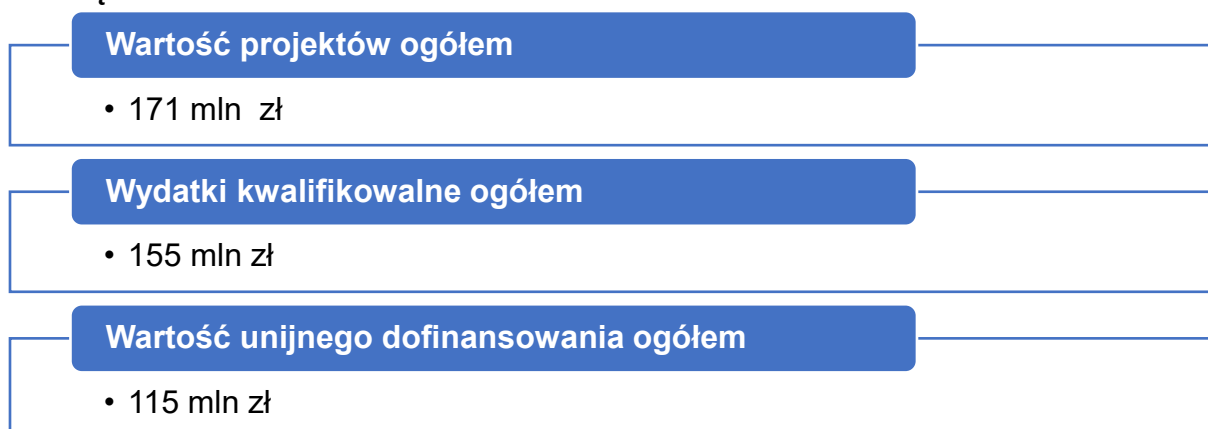 Wartość projektów ogółem
• 171 mln  zł
Wydatki kwalifikowalne ogółem
• 155 mln zł
Wartość unijnego dofinansowania ogółem
• 115 mln zł